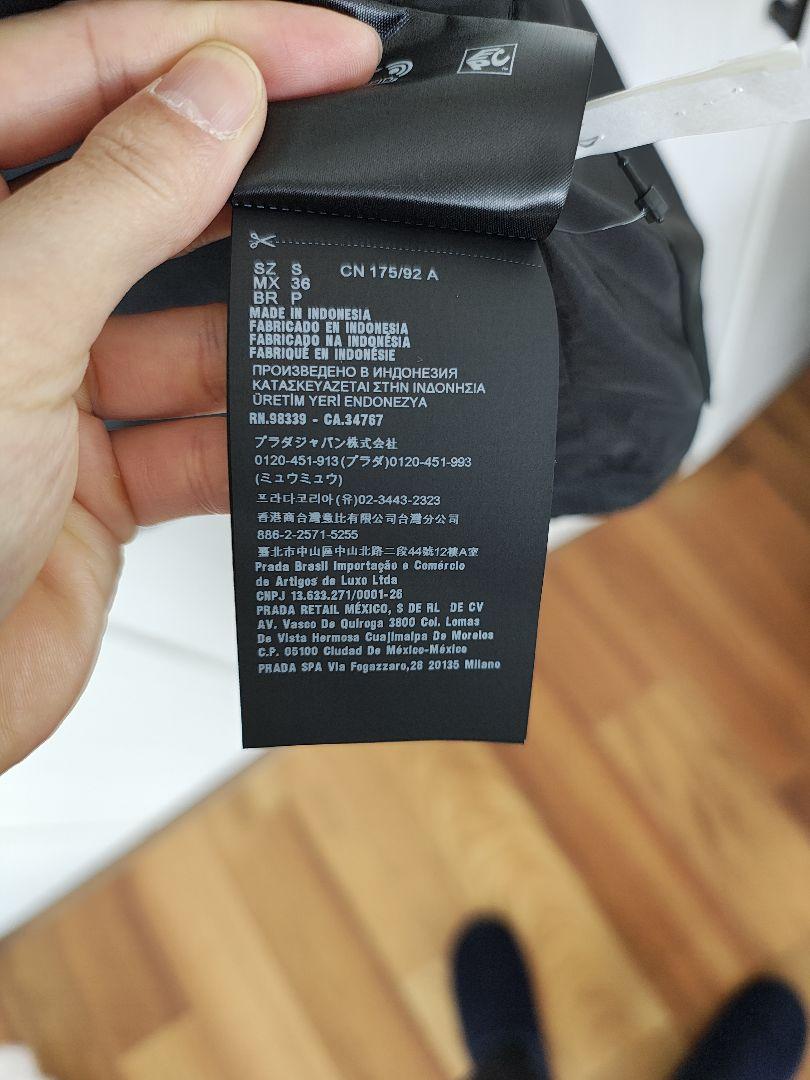 SZ S CN 175/92 A
MX 36
BR P
MADE IN INDONESIA
FABRICADO EN INDONESIA
FABRICADO NA INDONÉSIA
FABRIQUÉ EN INDONÉSIE
ПРОИЗВЕДЕНО В ИНДОНЕЗИЯ
ΚΑΤΑΣΚΕΥΑΖΕΤΑΙ ΣΤΗΝ ΙΝΔΟΝΗΣΙΑ
ÜRETİM YERİ ENDONEZYA
RN.98339 - CA.34767
プラダジャパン株式会社
0120-451-913(プラダ)0120-451-993
(ミュウミュウ)
프라다코리아(유)02-3443-2323
香港商台灣意比有限公司台灣分公司
886-2-2571-5255
臺北市中山區中山北路二段44號12樓A室
Prada Brasil Importação e Comércio
de Artigos de Luxo Ltda
CNPJ 13.633.271/0001-26
PRADA RETAIL MÉXICO, S DE RL DE CV
AV. Vasco De Quiroga 3800 Col. Lomas
De Vista Hermosa Cuajimalpa De Morelos
C.P. 05100 Ciudad De México-México
PRADA SPA Via Fogazzaro,28 20135 Milano